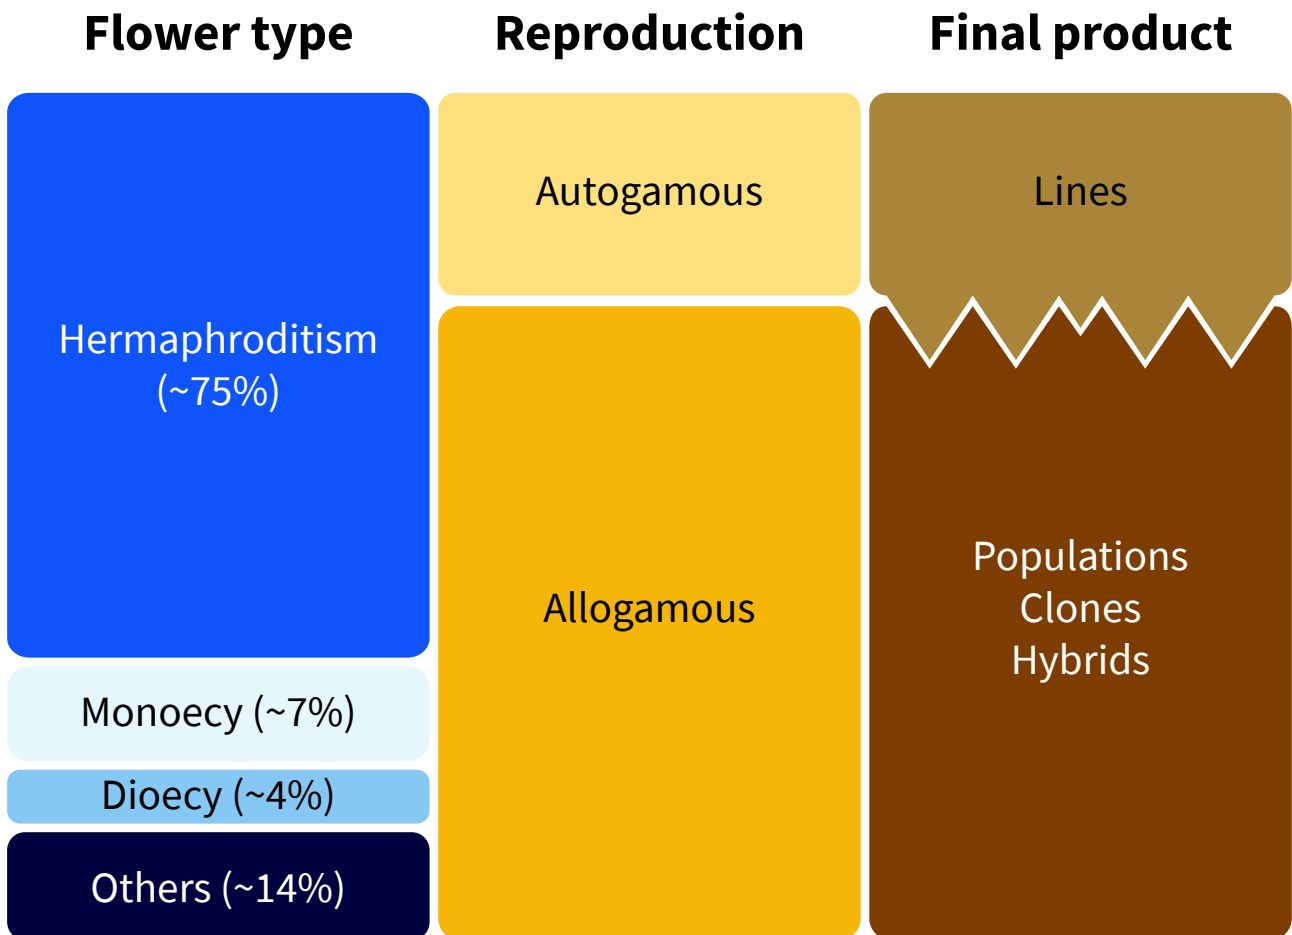 Flower type
Reproduction
Final product
Hermaphroditism
(~75%)
Monoecy (~7%)
Dioecy (~4%)
Others (~14%)
Autogamous
Allogamous
Lines
Populations
Clones
Hybrids